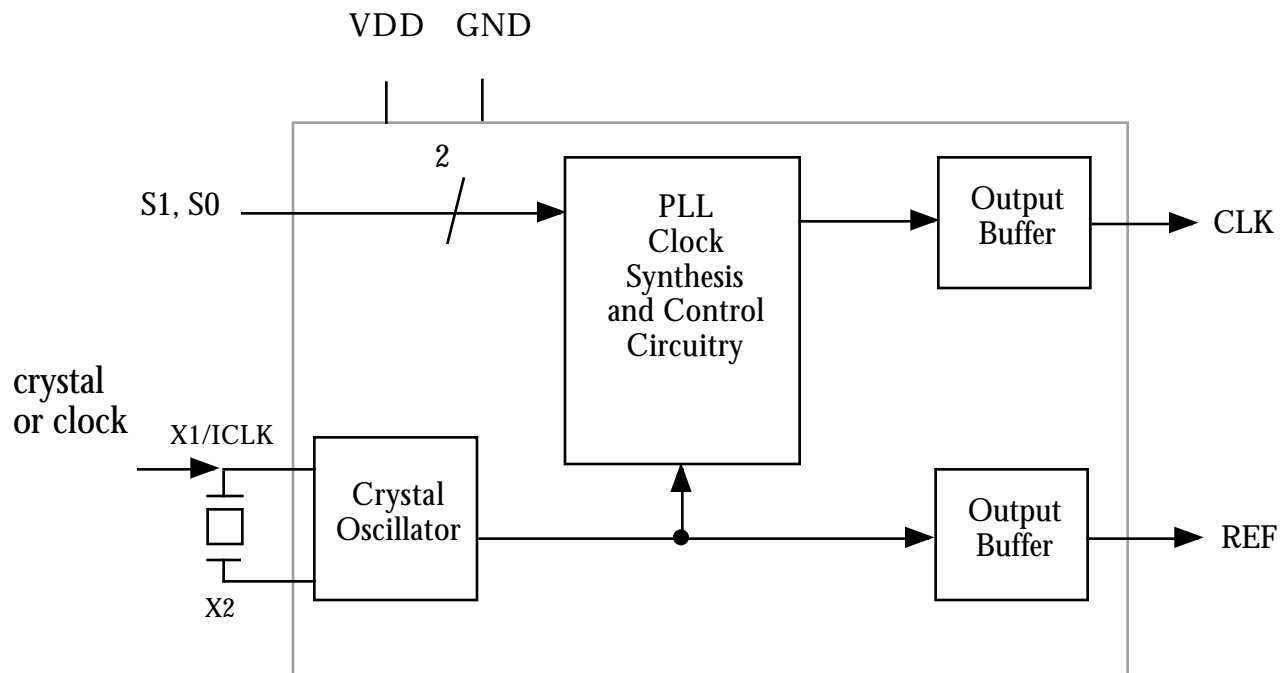 VDD GND
2
S1, S0
PLL
Clock
Synthesis
and Control
Circuitry
Output
Buffer
CLK
crystal
or clock
X1/ICLK
X2
Crystal
Oscillator
Output
Buffer
REF